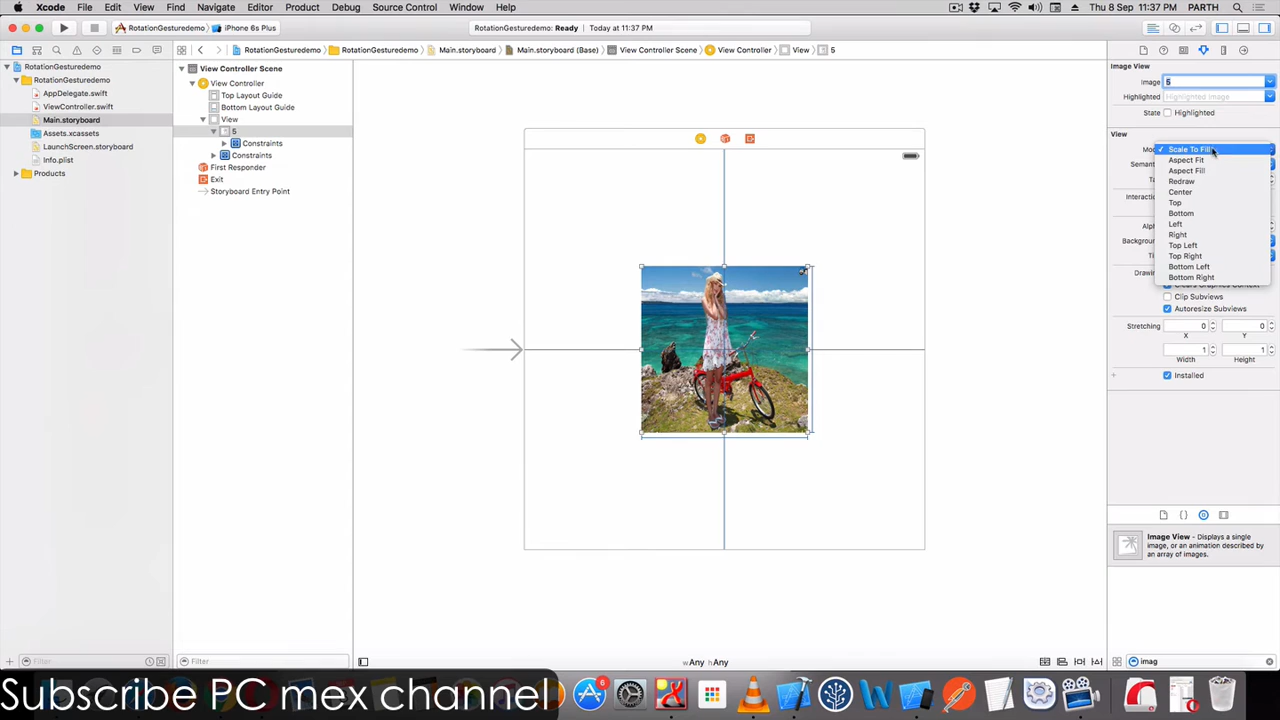 Xcode File Edit View Find Navigate Editor Product Debug Source Control Window Help Thu 8 Sep 11:37 PM PARTH
RotationGesturedemo iPhone 6s Plus RotationGesturedemo: Ready Today at 11:37 PM
RotationGesturedemo RotationGesturedemo Main.storyboard Main.storyboard (Base) View Controller Scene View Controller View 5
RotationGesturedemo
RotationGesturedemo
AppDelegate.swift
ViewController.swift
Main.storyboard
Assets.xcassets
LaunchScreen.storyboard
Info.plist
Products
View Controller Scene
View Controller
Top Layout Guide
Bottom Layout Guide
View
5
Constraints
Constraints
First Responder
Exit
Storyboard Entry Point
Image View
Image 5
Highlighted Highlighted image
State Highlighted
View
Scale To Fill
Aspect Fit
Aspect Fill
Redraw
Center
Top
Bottom
Left
Right
Top Left
Top Right
Bottom Left
Bottom Right
Clip Subviews
Autoresize Subviews
Stretching 0 0
X Y
1 1
Width Height
Installed
Image View - Displays a single
image, or an animation described by
an array of images.
Filter
Filter
wAny hAny
imag
6
Subscribe PC mex channel